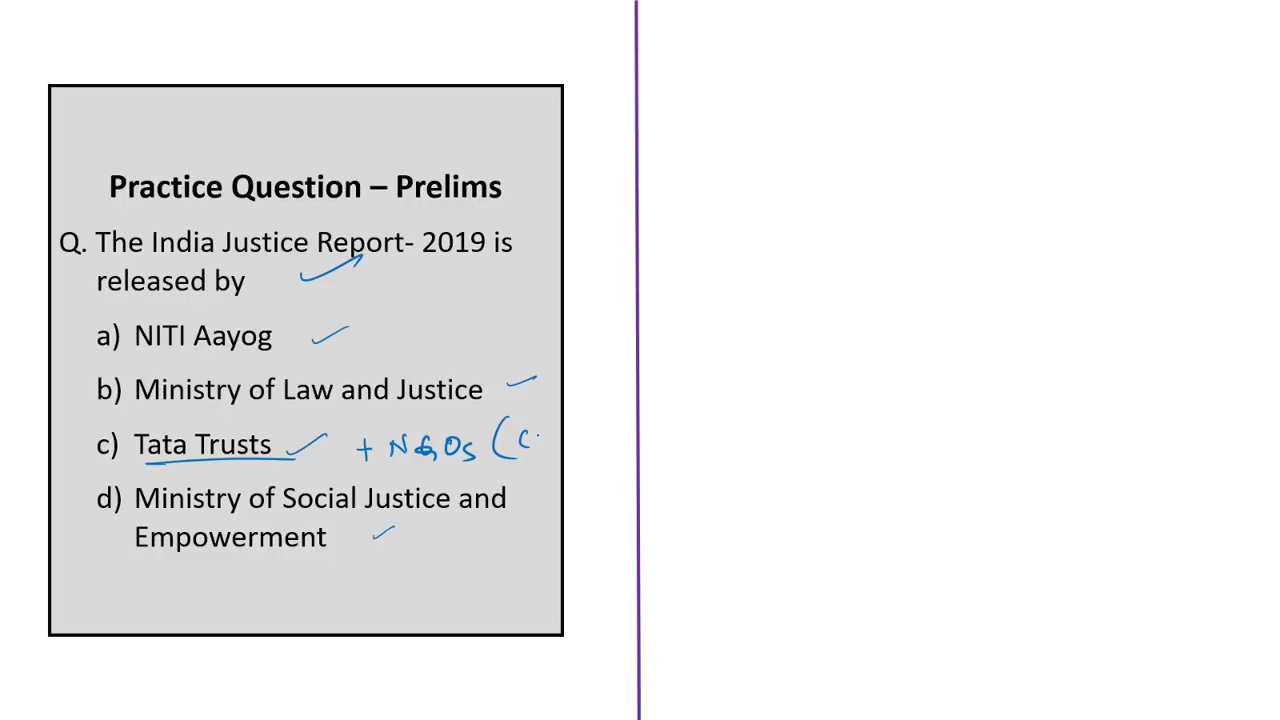 Practice Question – Prelims
Q. The India Justice Report- 2019 is
released by
a) NITI Aayog
b) Ministry of Law and Justice
c) Tata Trusts + NGOs (C
d) Ministry of Social Justice and
Empowerment